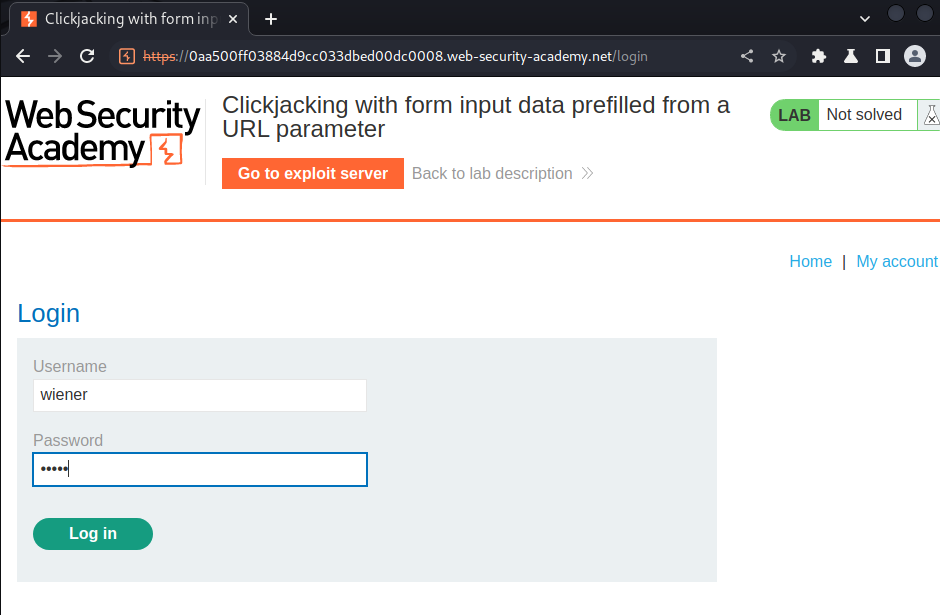 Clickjacking with form inp
https://0aa500ff03884d9cc033dbed00dc0008.web-security-academy.net/login
Web Security
Academy
Clickjacking with form input data prefilled from a
URL parameter
LAB Not solved
Go to exploit server Back to lab description
Home | My account
Login
Username
wiener
Password
•••••
Log in